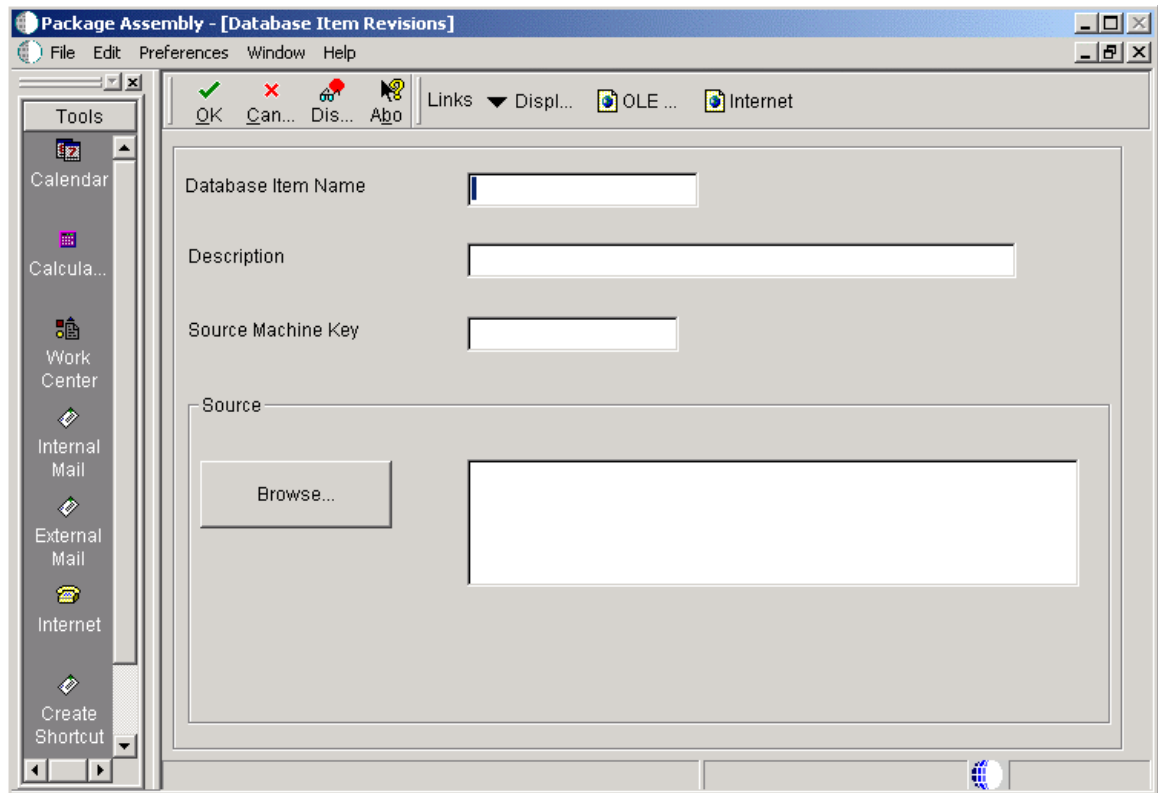 Package Assembly - [Database Item Revisions]
File Edit Preferences Window Help
Tools
OK Can... Dis... Abo Links Displ... OLE ... Internet
Calendar
Calcula...
Work
Center
Internal
Mail
External
Mail
Internet
Create
Shortcut
Database Item Name
Description
Source Machine Key
Source
Browse...